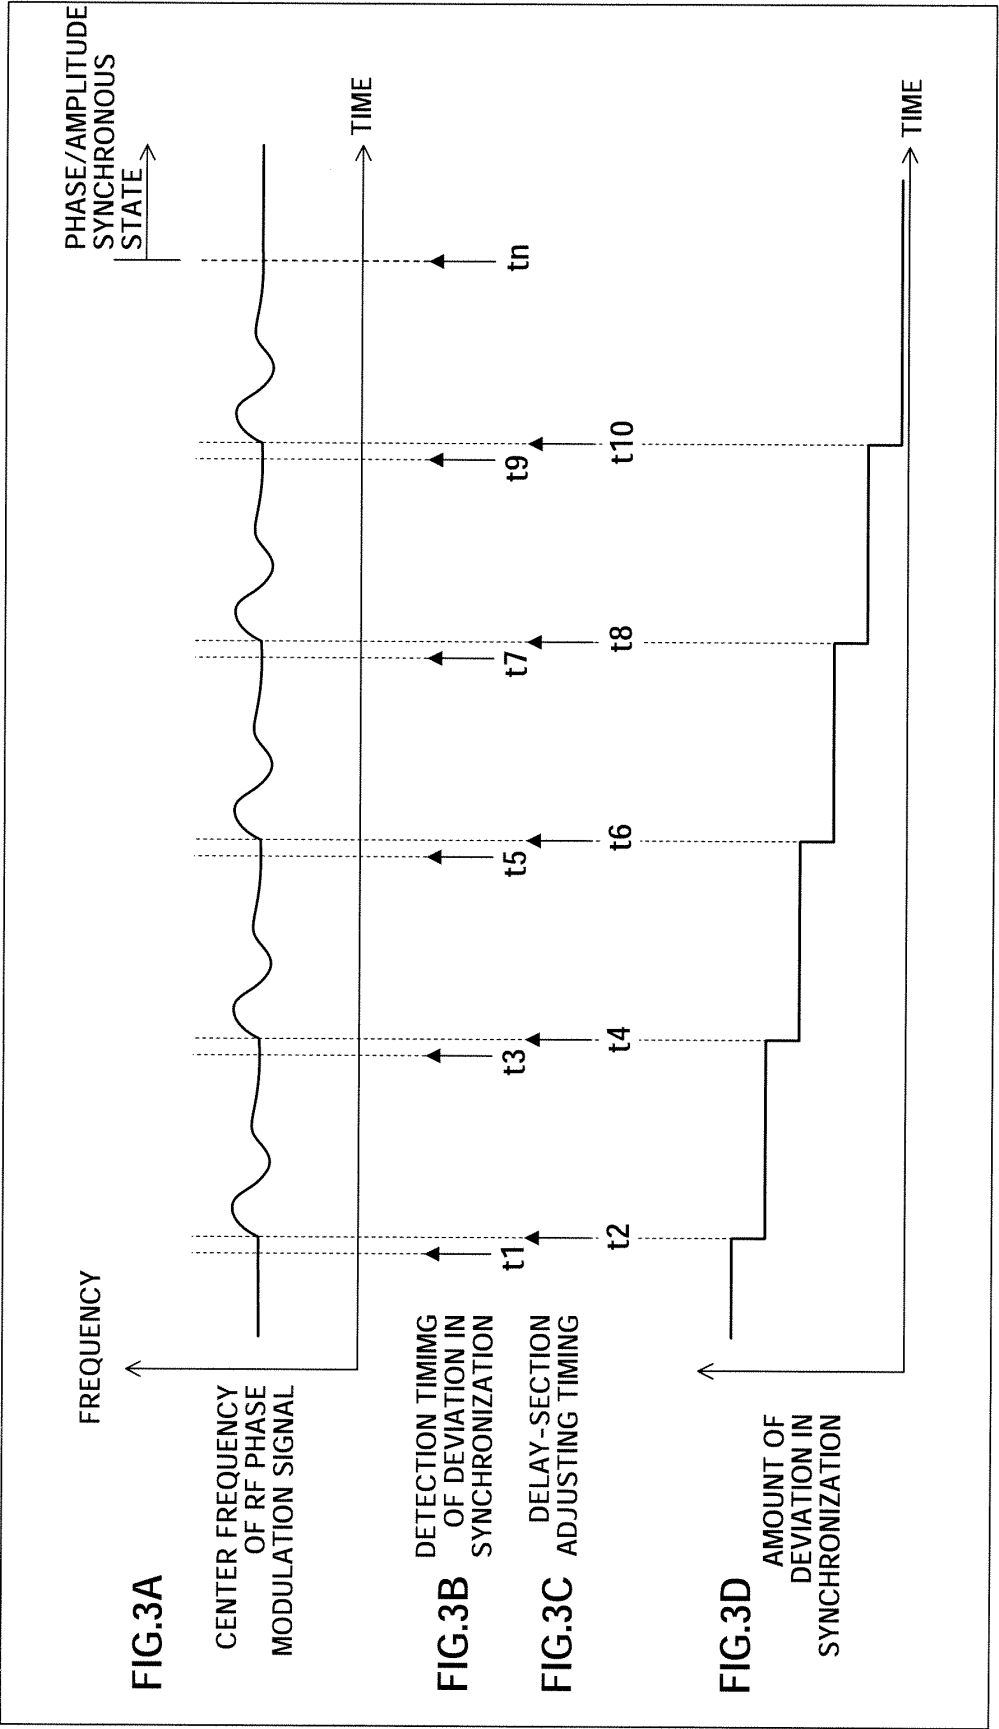 FIG.3A
CENTER FREQUENCY
OF RF PHASE
MODULATION SIGNAL
FREQUENCY
PHASE/AMPLITUDE
SYNCHRONOUS
STATE
TIME
FIG.3B
DETECTION TIMIMG
OF DEVIATION IN
SYNCHRONIZATION
t1
t3
t5
t7
t9
tn
FIG.3C
DELAY-SECTION
ADJUSTING TIMING
t2
t4
t6
t8
t10
FIG.3D
AMOUNT OF
DEVIATION IN
SYNCHRONIZATION
TIME